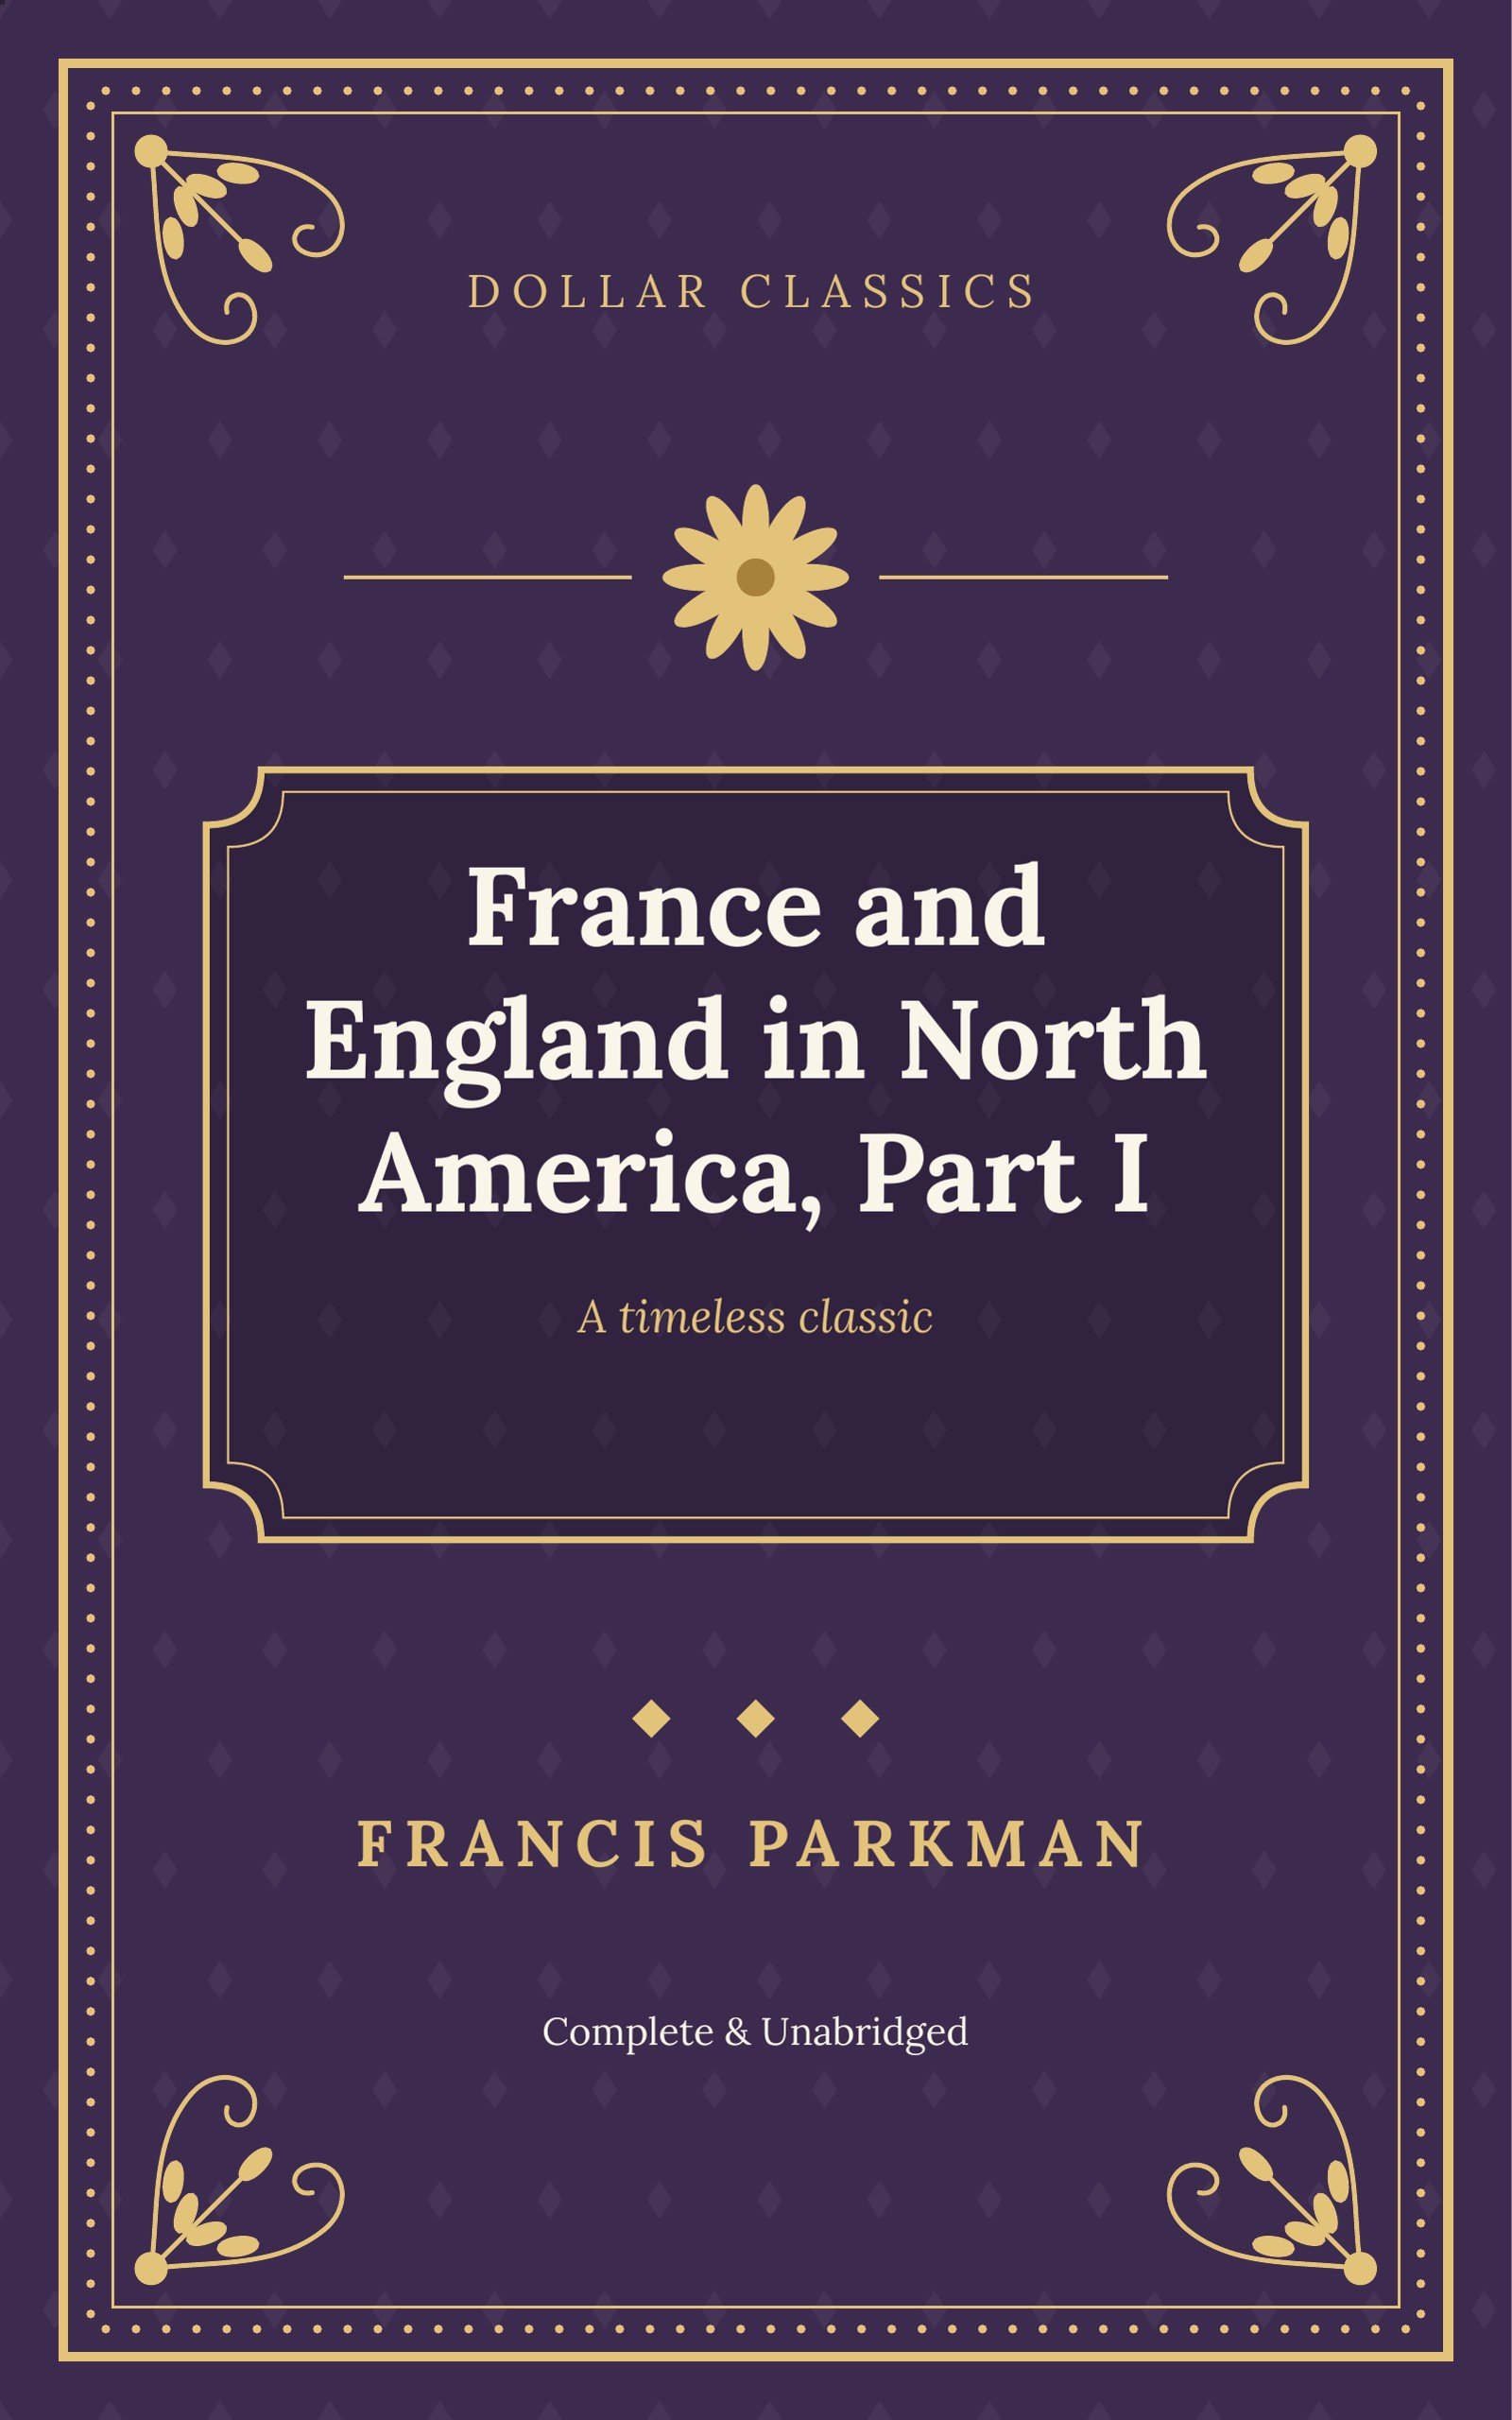 DOLLAR CLASSICS
France and
England in North
America, Part I
A timeless classic
FRANCIS PARKMAN
Complete & Unabridged